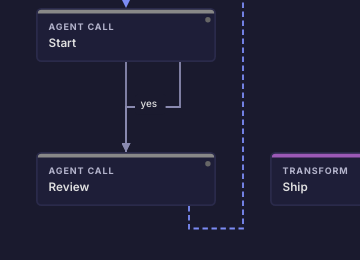 AGENT CALL
Start
yes
AGENT CALL
Review
TRANSFORM
Ship